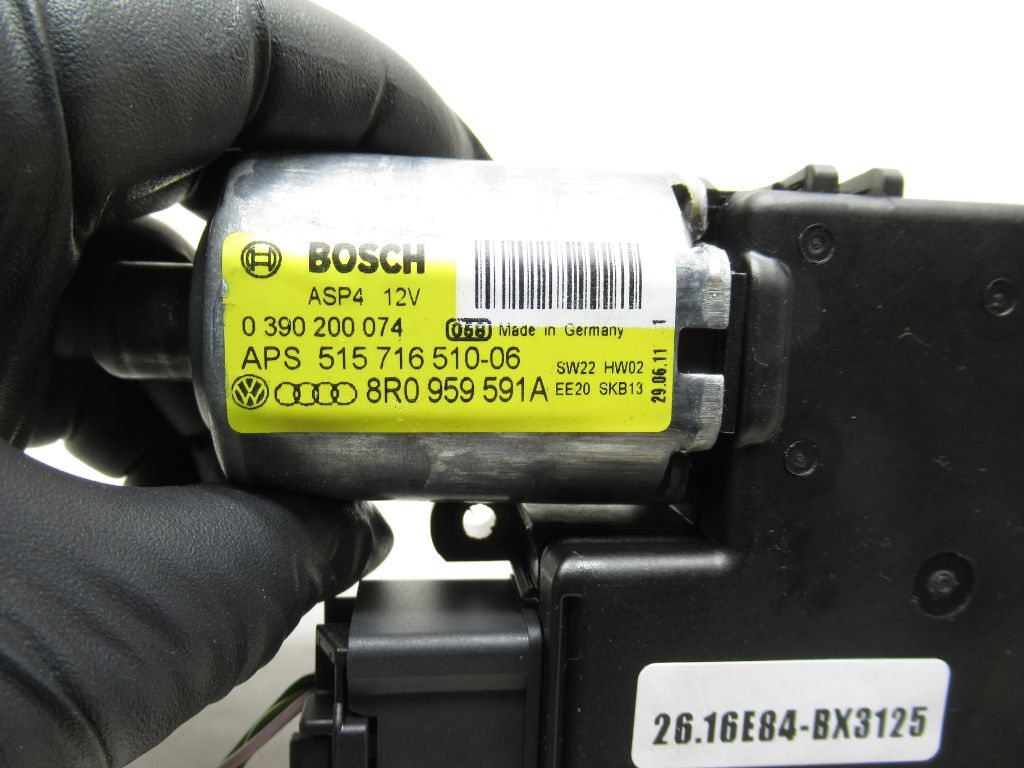 BOSCH
ASP4 12V
0 390 200 074 Made in Germany
APS 515 716 510-06 SW22 HW02
8R0 959 591A EE20 SKB13
29.06.11 1
26.16E84-BX3125